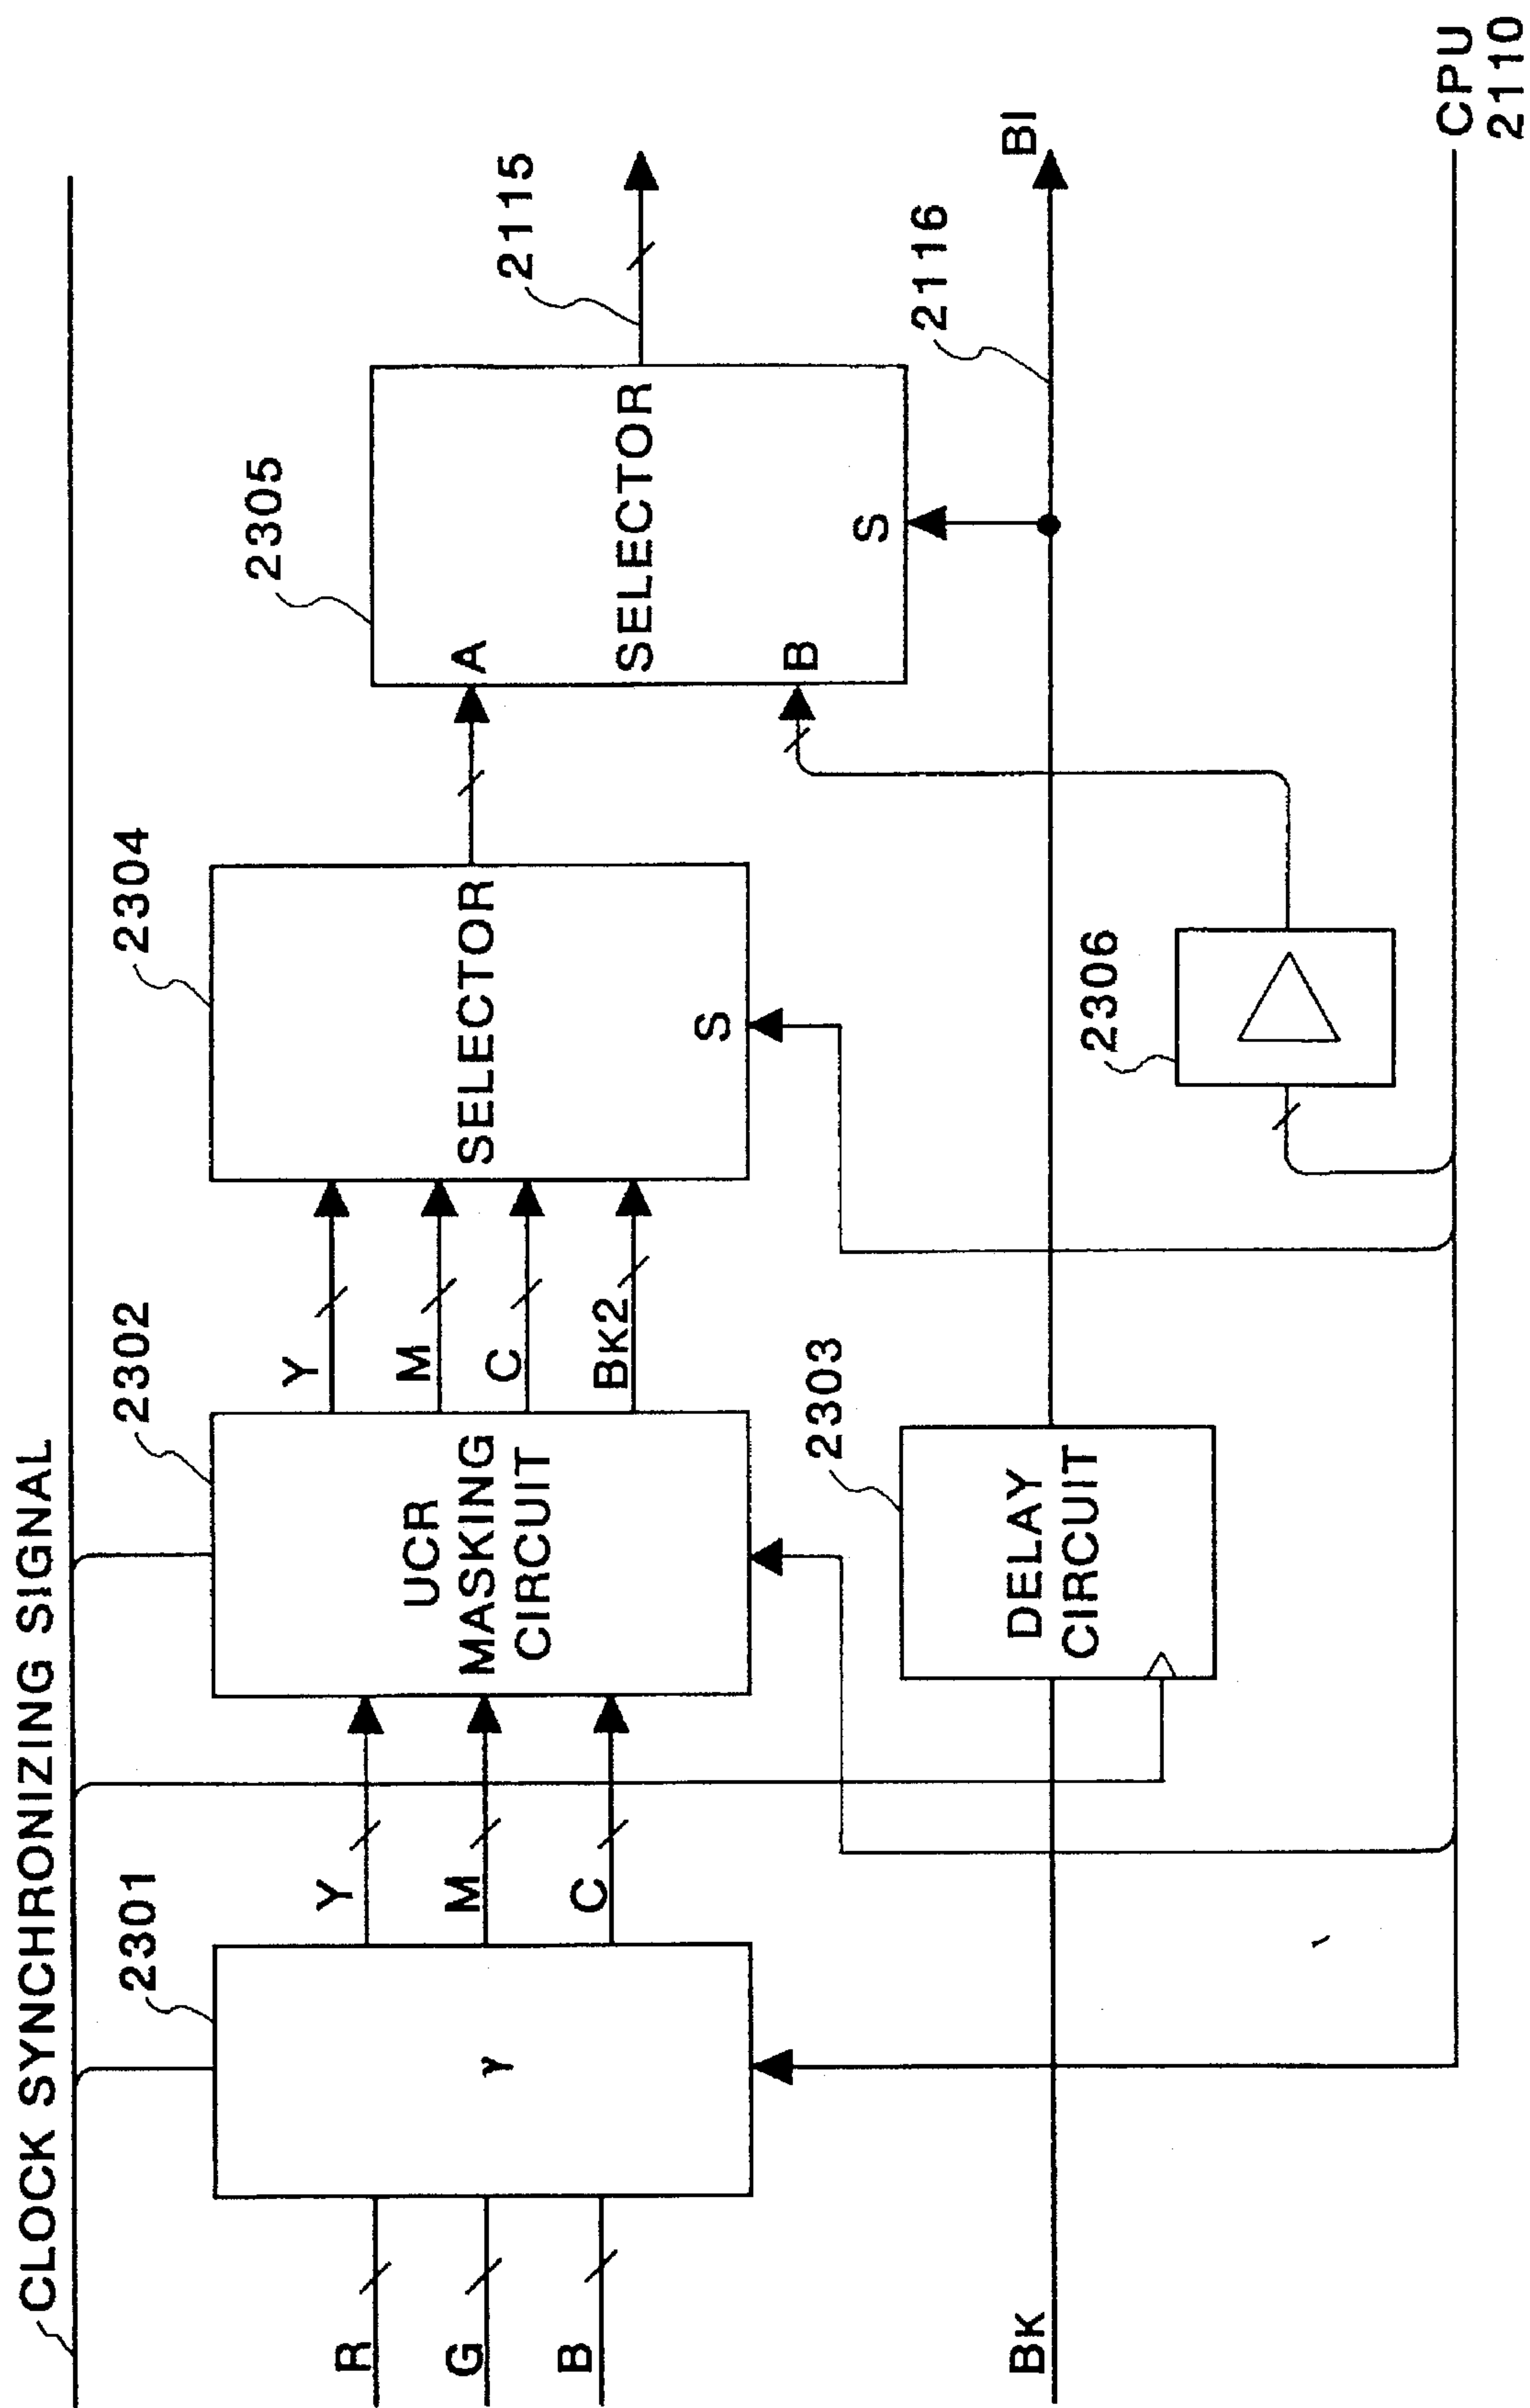 CLOCK SYNCHRONIZING SIGNAL
R
G
B
BK
2301
γ
Y
M
C
2302
UCR
MASKING
CIRCUIT
2303
DELAY
CIRCUIT
Y
M
C
BK2
2304
SELECTOR
S
2306
2305
A
B
SELECTOR
S
2115
2116
BI
CPU
2110